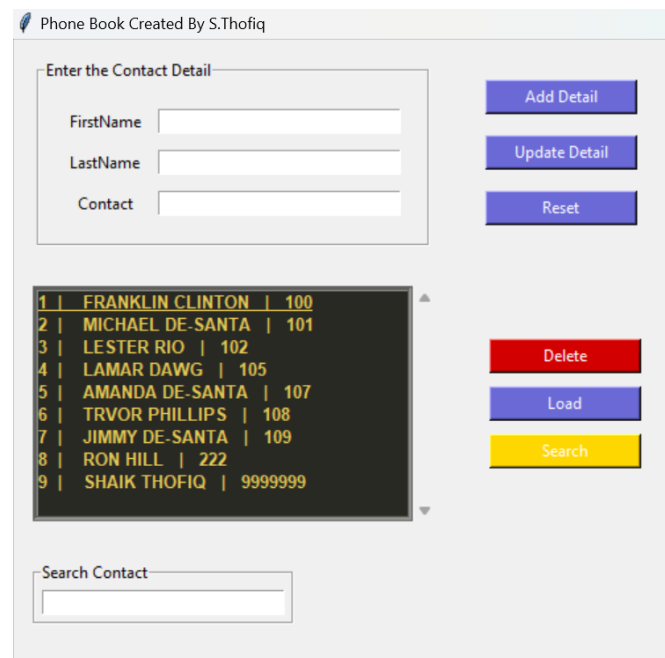 Phone Book Created By S.Thofiq
Enter the Contact Detail
FirstName
LastName
Contact
Add Detail
Update Detail
Reset
1 | FRANKLIN CLINTON | 100
2 | MICHAEL DE-SANTA | 101
3 | LESTER RIO | 102
4 | LAMAR DAWG | 105
5 | AMANDA DE-SANTA | 107
6 | TRVOR PHILLIPS | 108
7 | JIMMY DE-SANTA | 109
8 | RON HILL | 222
9 | SHAIK THOFIQ | 9999999
Delete
Load
Search
Search Contact